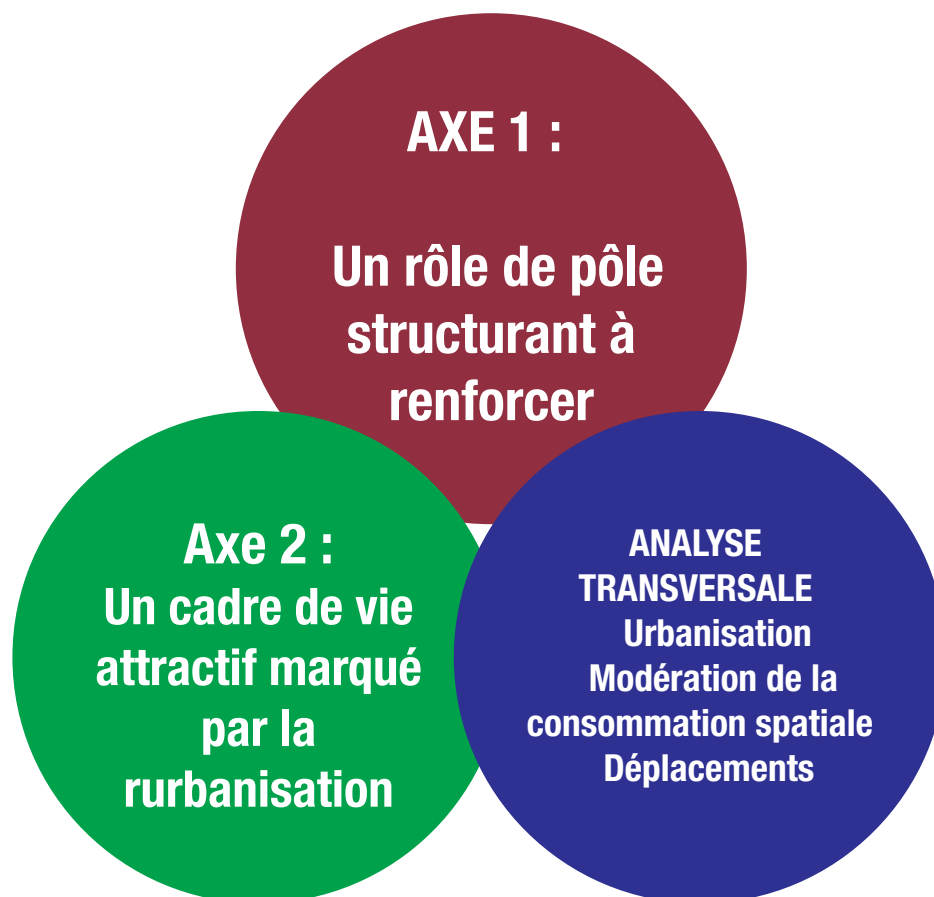 AXE 1 :
Un rôle de pôle
structurant à
renforcer
Axe 2 :
Un cadre de vie
attractif marqué
par la
rurbanisation
ANALYSE
TRANSVERSALE
Urbanisation
Modération de la
consommation spatiale
Déplacements